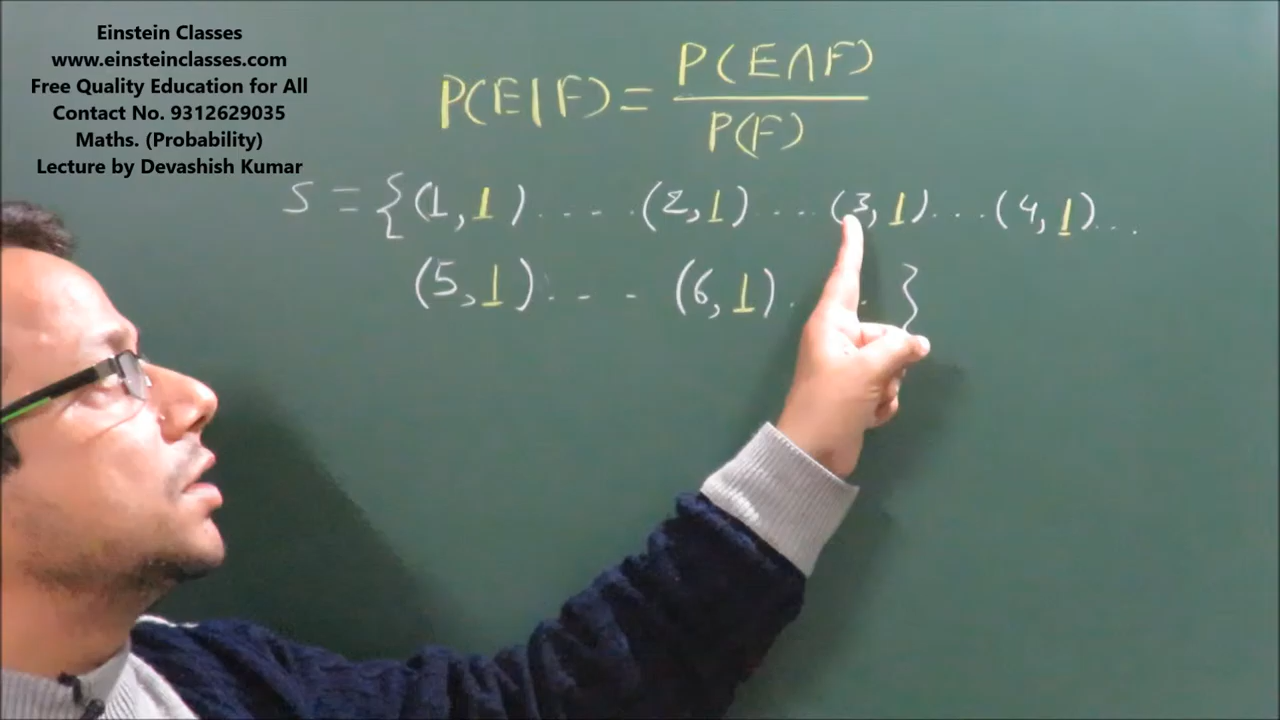 Einstein Classes
www.einsteinclasses.com
Free Quality Education for All
Contact No. 9312629035
Maths. (Probability)
Lecture by Devashish Kumar
P(E|F) = P(E∩F) / P(F)
S = {(1, 1) .... (2, 1) ... (3, 1) ... (4, 1) ...
(5, 1) ... (6, 1) ... }